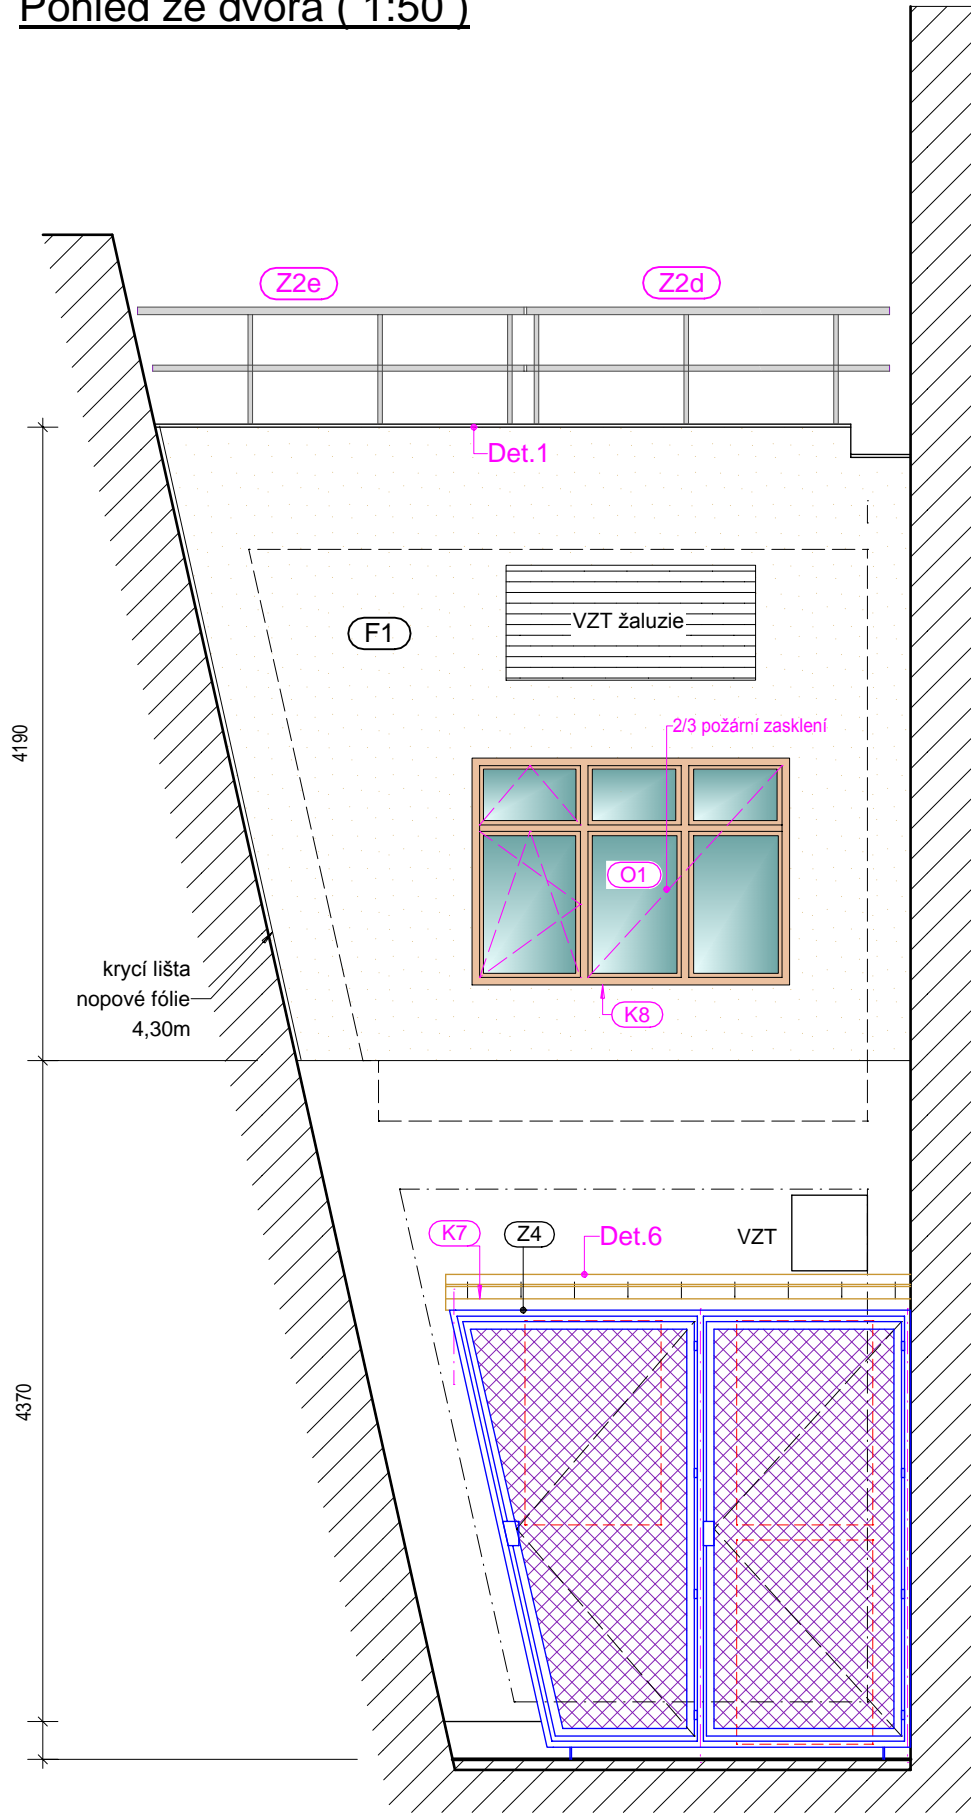 Pohled ze dvora ( 1:50 )
Z2e
Z2d
Det.1
F1
VZT žaluzie
2/3 požární zasklení
4190
O1
krycí lišta
nopové fólie
4,30m
K8
K7
Z4
Det.6
VZT
4370